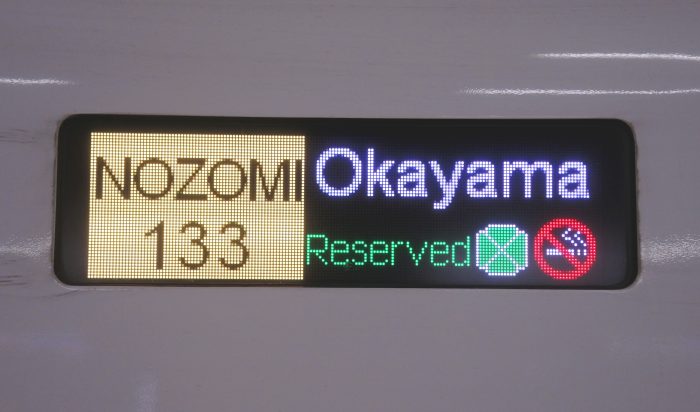 NOZOMI
133
Okayama
Reserved